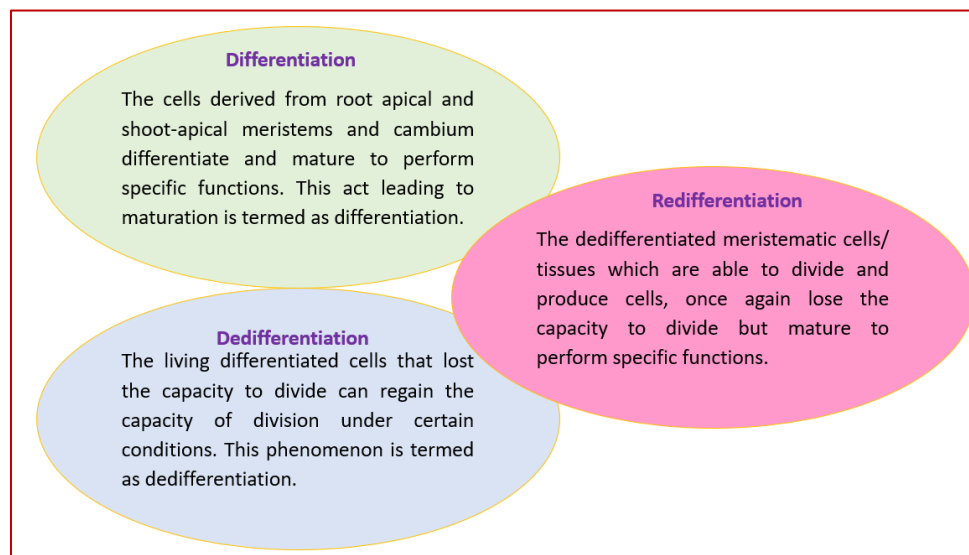 Differentiation
The cells derived from root apical and
shoot-apical meristems and cambium
differentiate and mature to perform
specific functions. This act leading to
maturation is termed as differentiation.
Redifferentiation
The dedifferentiated meristematic cells/
tissues which are able to divide and
produce cells, once again lose the
capacity to divide but mature to
perform specific functions.
Dedifferentiation
The living differentiated cells that lost
the capacity to divide can regain the
capacity of division under certain
conditions. This phenomenon is termed
as dedifferentiation.